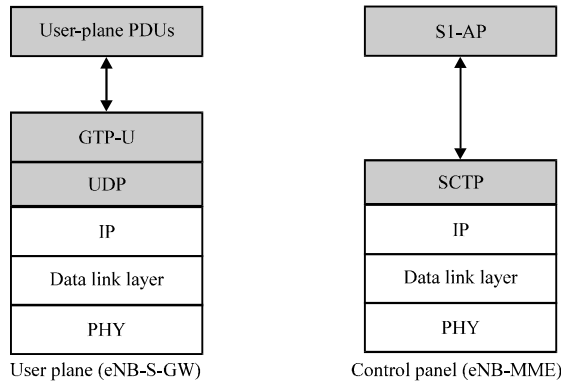 User-plane PDUs
GTP-U
UDP
IP
Data link layer
PHY
User plane (eNB-S-GW)
S1-AP
SCTP
IP
Data link layer
PHY
Control panel (eNB-MME)